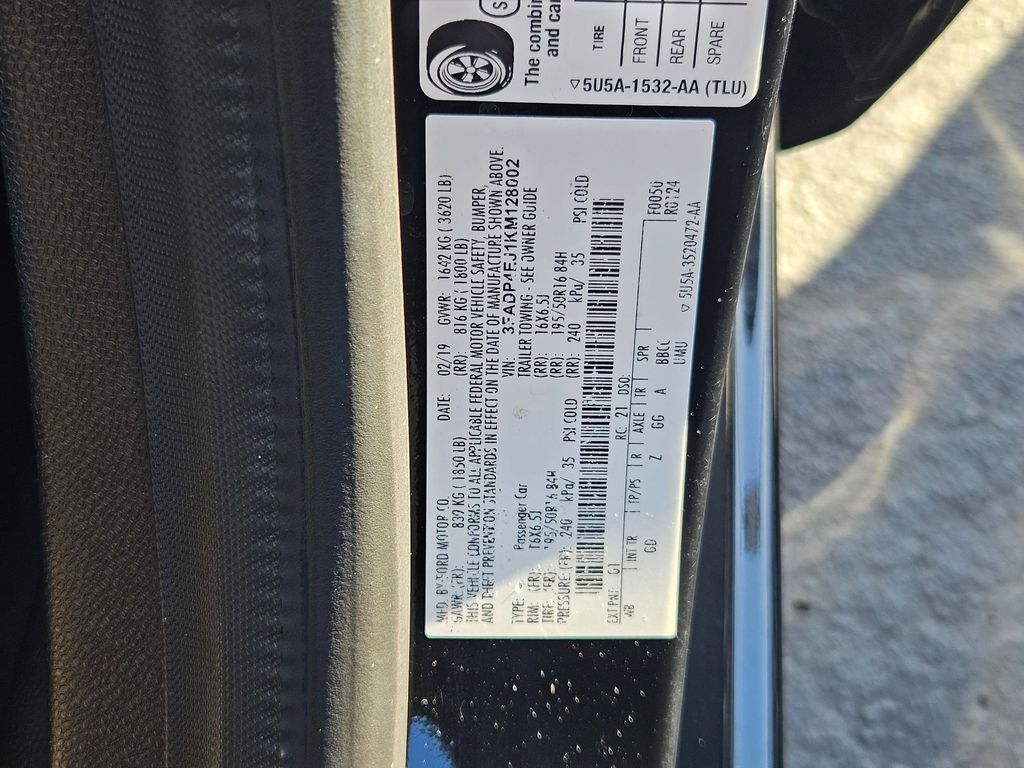 The combin
and car
TIRE
FRONT
REAR
SPARE
5U5A-1532-AA (TLU)
MFD. BY FORD MOTOR CO. DATE: 02/19 GVWR: 1642 KG ( 3620 LB)
GAWR: (FR): 839 KG ( 1850 LB) (RR): 816 KG ( 1800 LB)
THIS VEHICLE CONFORMS TO ALL APPLICABLE FEDERAL MOTOR VEHICLE SAFETY, BUMPER,
AND THEFT PREVENTION STANDARDS IN EFFECT ON THE DATE OF MANUFACTURE SHOWN ABOVE.
VIN: 3FADP4EJ1KM128002
TYPE: Passenger Car TRAILER TOWING - SEE OWNER GUIDE
RIM: (FR): 16X6.5J (RR): 16X6.5J
TIRE: (FR): 195/50R16 84H (RR): 195/50R16 84H
PRESSURE:(FR): 240 kPa/ 35 PSI COLD (RR): 240 kPa/ 35 PSI COLD
EXT PNT: G1 RC: 21 DSO: F0050
WB INT TR TP/PS R AXLE TR SPR
GD Z GG A BBCC
UMU
5U5A-3520472-AA